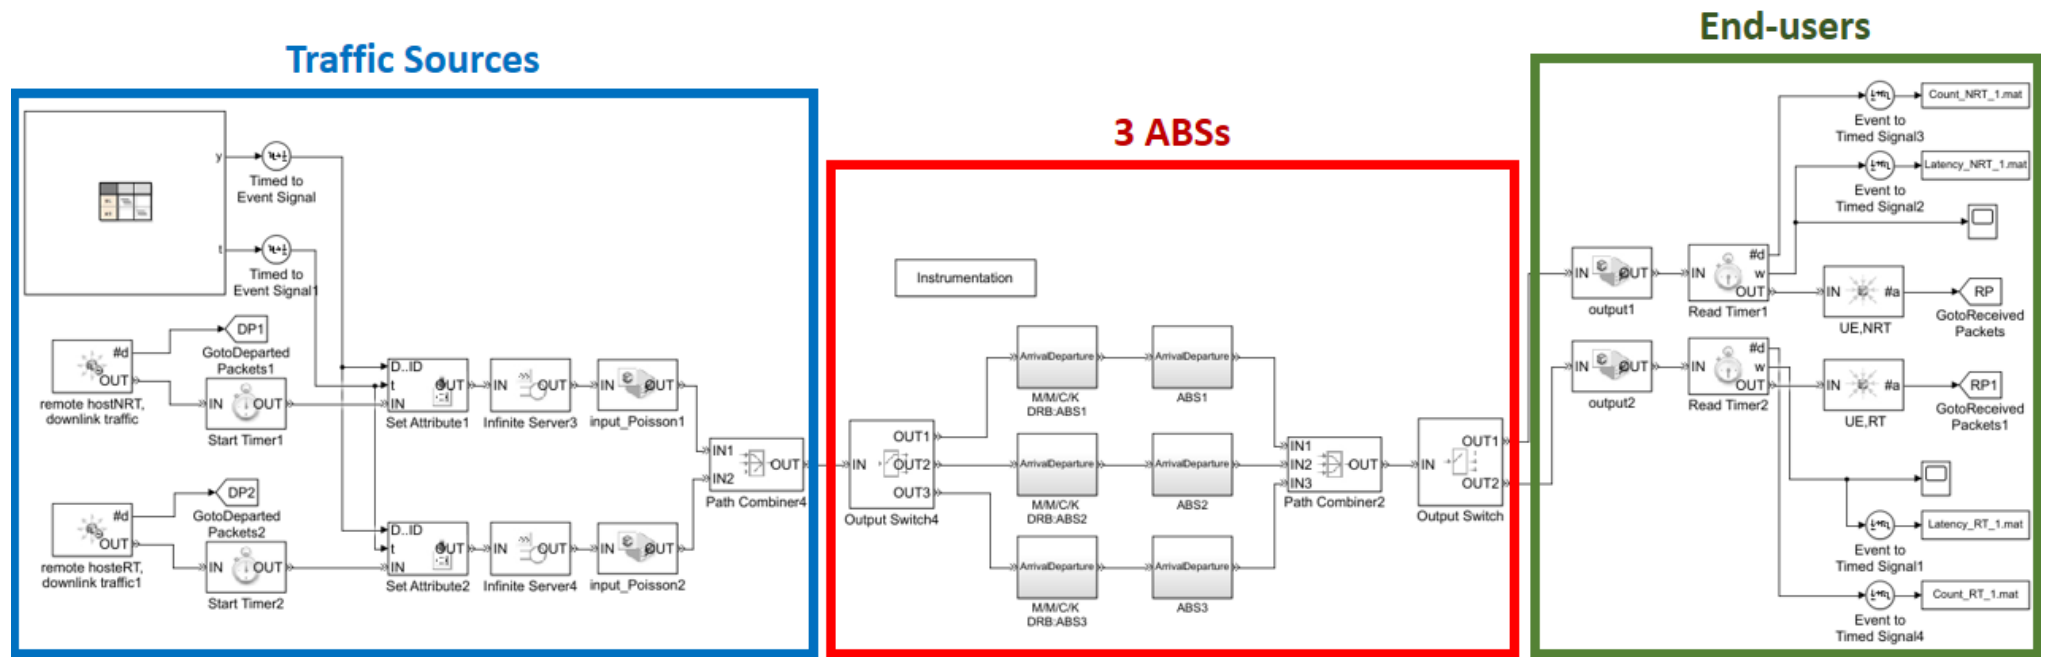 Traffic Sources
y
Timed to
Event Signal
t
Timed to
Event Signal1
DP1
GotoDeparted
Packets1
#d
OUT
remote hostNRT,
downlink traffic
IN
OUT
Start Timer1
D..ID
t
IN
OUT
Set Attribute1
IN
OUT
Infinite Server3
IN
OUT
input_Poisson1
IN1
IN2
OUT
Path Combiner4
DP2
GotoDeparted
Packets2
#d
OUT
remote hosteRT,
downlink traffic1
IN
OUT
Start Timer2
D..ID
t
IN
OUT
Set Attribute2
IN
OUT
Infinite Server4
IN
OUT
input_Poisson2
3 ABSs
Instrumentation
IN
OUT1
OUT2
OUT3
Output Switch4
ArrivalDeparture
M/M/C/K
DRB:ABS1
ArrivalDeparture
ABS1
ArrivalDeparture
M/M/C/K
DRB:ABS2
ArrivalDeparture
ABS2
ArrivalDeparture
M/M/C/K
DRB:ABS3
ArrivalDeparture
ABS3
IN1
IN2
IN3
OUT
Path Combiner2
IN
OUT1
OUT2
Output Switch
End-users
Count_NRT_1.mat
Event to
Timed Signal3
Latency_NRT_1.mat
Event to
Timed Signal2
IN
OUT
output1
IN
#d
w
OUT
Read Timer1
IN
#a
UE,NRT
RP
GotoReceived
Packets
IN
OUT
output2
IN
#d
w
OUT
Read Timer2
IN
#a
UE,RT
RP1
GotoReceived
Packets1
Latency_RT_1.mat
Event to
Timed Signal1
Count_RT_1.mat
Event to
Timed Signal4